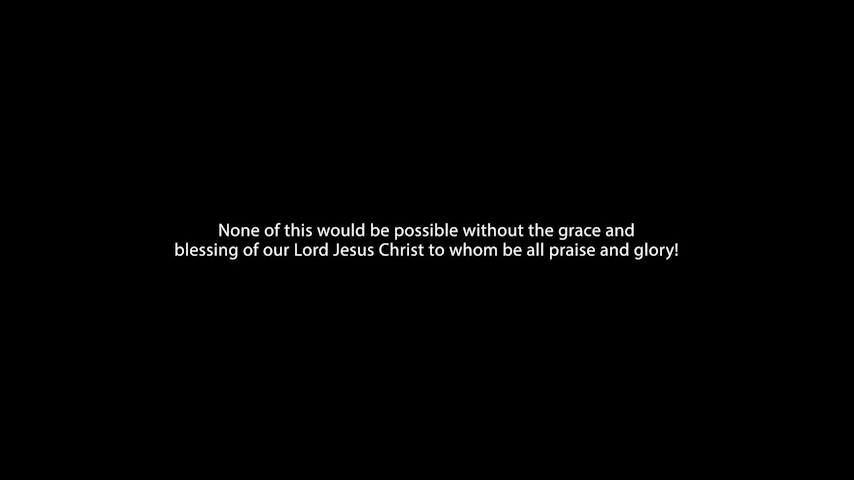 None of this would be possible without the grace and
blessing of our Lord Jesus Christ to whom be all praise and glory!